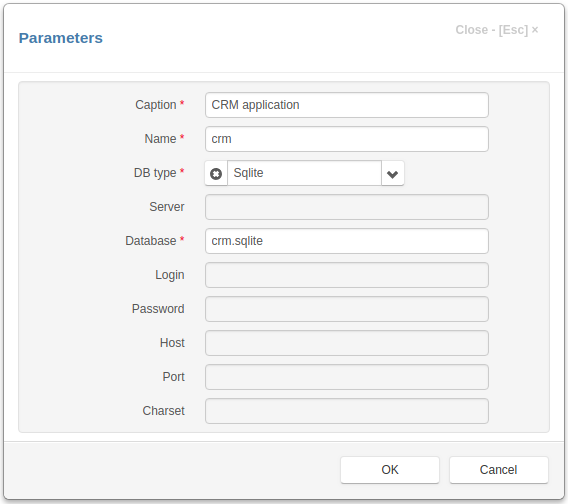 Parameters
Close - [Esc] ×
Caption * CRM application
Name * crm
DB type * Sqlite
Server
Database * crm.sqlite
Login
Password
Host
Port
Charset
OK Cancel